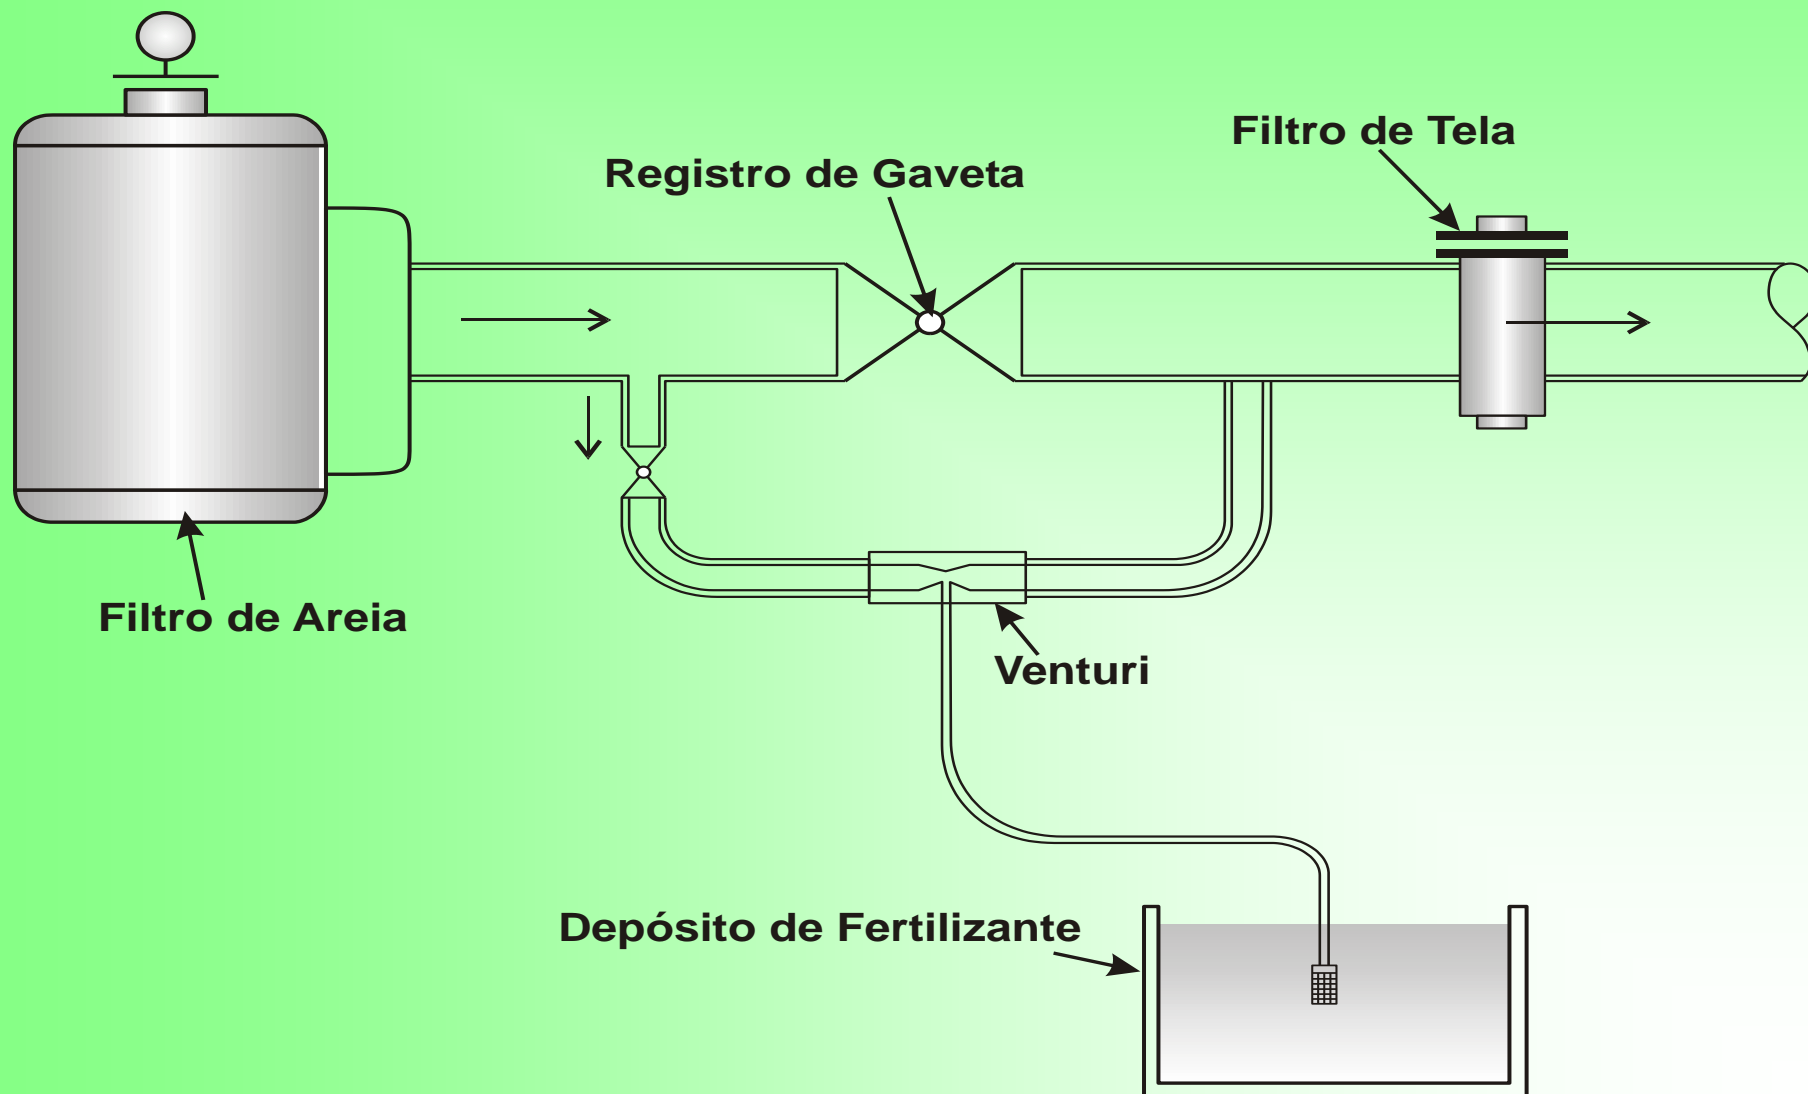 Filtro de Tela
Registro de Gaveta
Filtro de Areia
Venturi
Depósito de Fertilizante